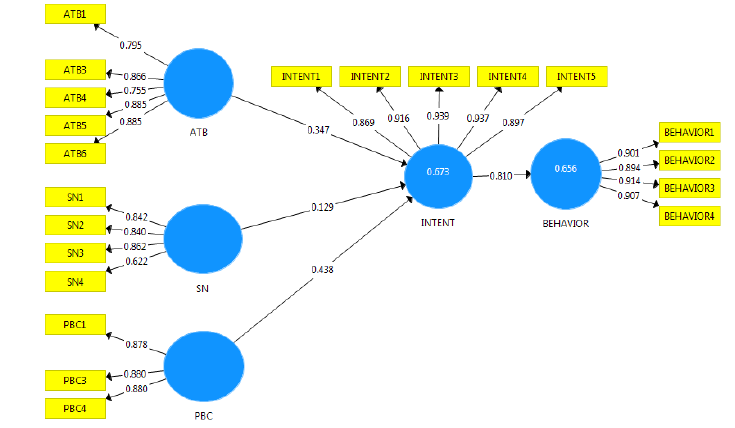 ATB1
0.795
ATB3
0.866
ATB4
0.755
ATB5
0.885
ATB6
0.885
ATB
INTENT1
INTENT2
INTENT3
INTENT4
INTENT5
0.869
0.916
0.939
0.937
0.897
0.347
0.673
INTENT
0.810
0.656
BEHAVIOR
BEHAVIOR1
0.901
BEHAVIOR2
0.894
BEHAVIOR3
0.914
BEHAVIOR4
0.907
SN1
0.842
SN2
0.840
SN3
0.862
SN4
0.622
SN
0.129
0.438
PBC1
0.878
PBC3
0.880
PBC4
0.880
PBC